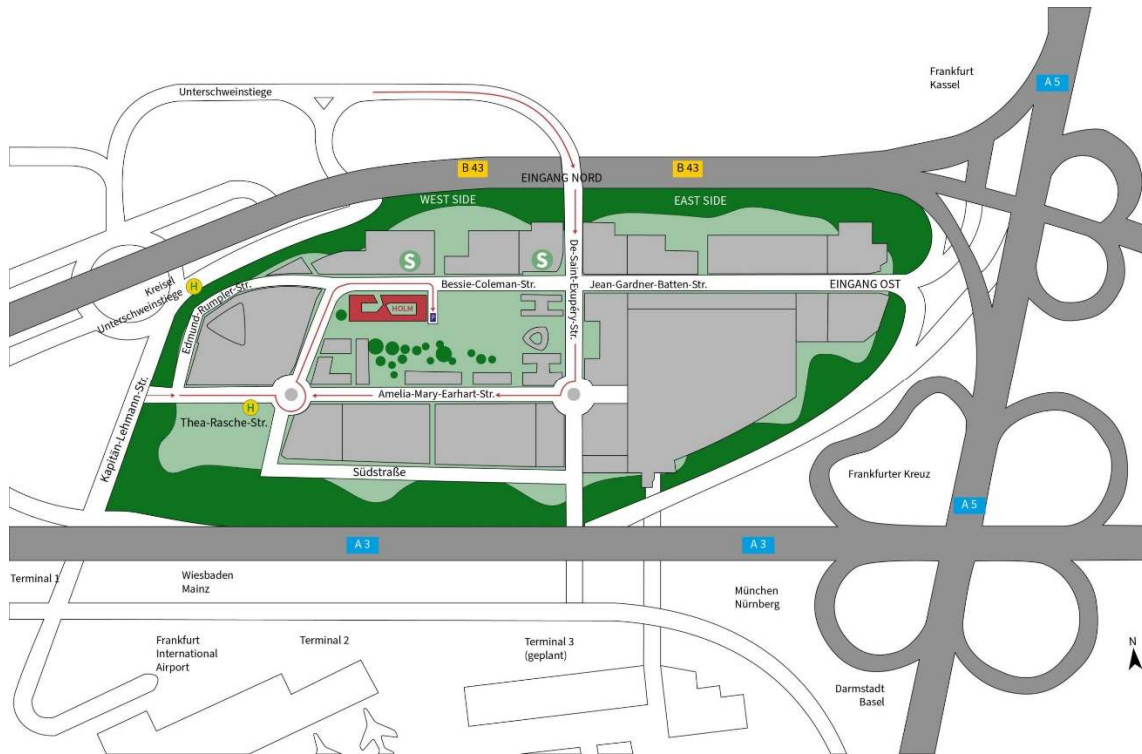 Frankfurt
Kassel
A 5
Unterschweinstiege
B 43
B 43
EINGANG NORD
WEST SIDE
EAST SIDE
S
S
De-Saint-Exupéry-Str.
H
Kreisel
Unterschweinstiege
Edmund-Rumpler-Str.
Bessie-Coleman-Str.
Jean-Gardner-Batten-Str.
EINGANG OST
HOLM
P
Kapitän-Lehmann-Str.
Amelia-Mary-Earhart-Str.
H
Thea-Rasche-Str.
Südstraße
Frankfurter Kreuz
A 5
A 3
A 3
Terminal 1
Wiesbaden
Mainz
München
Nürnberg
Frankfurt
International
Airport
Terminal 2
Terminal 3
(geplant)
N
Darmstadt
Basel